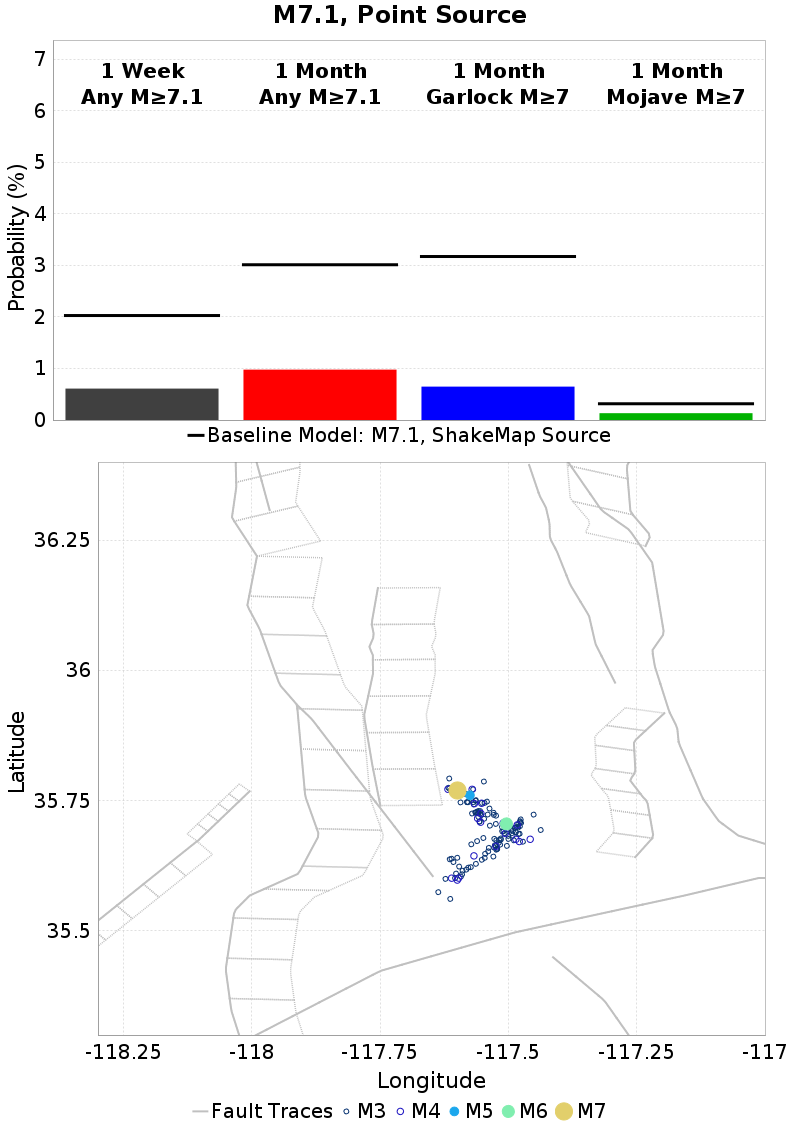 M7.1, Point Source
1 Week 1 Month 1 Month 1 Month
Any M≥7.1 Any M≥7.1 Garlock M≥7 Mojave M≥7
Probability (%)
7
6
5
4
3
2
1
0
Baseline Model: M7.1, ShakeMap Source
Latitude
36.25
36
35.75
35.5
-118.25 -118 -117.75 -117.5 -117.25 -117
Longitude
Fault Traces M3 M4 M5 M6 M7